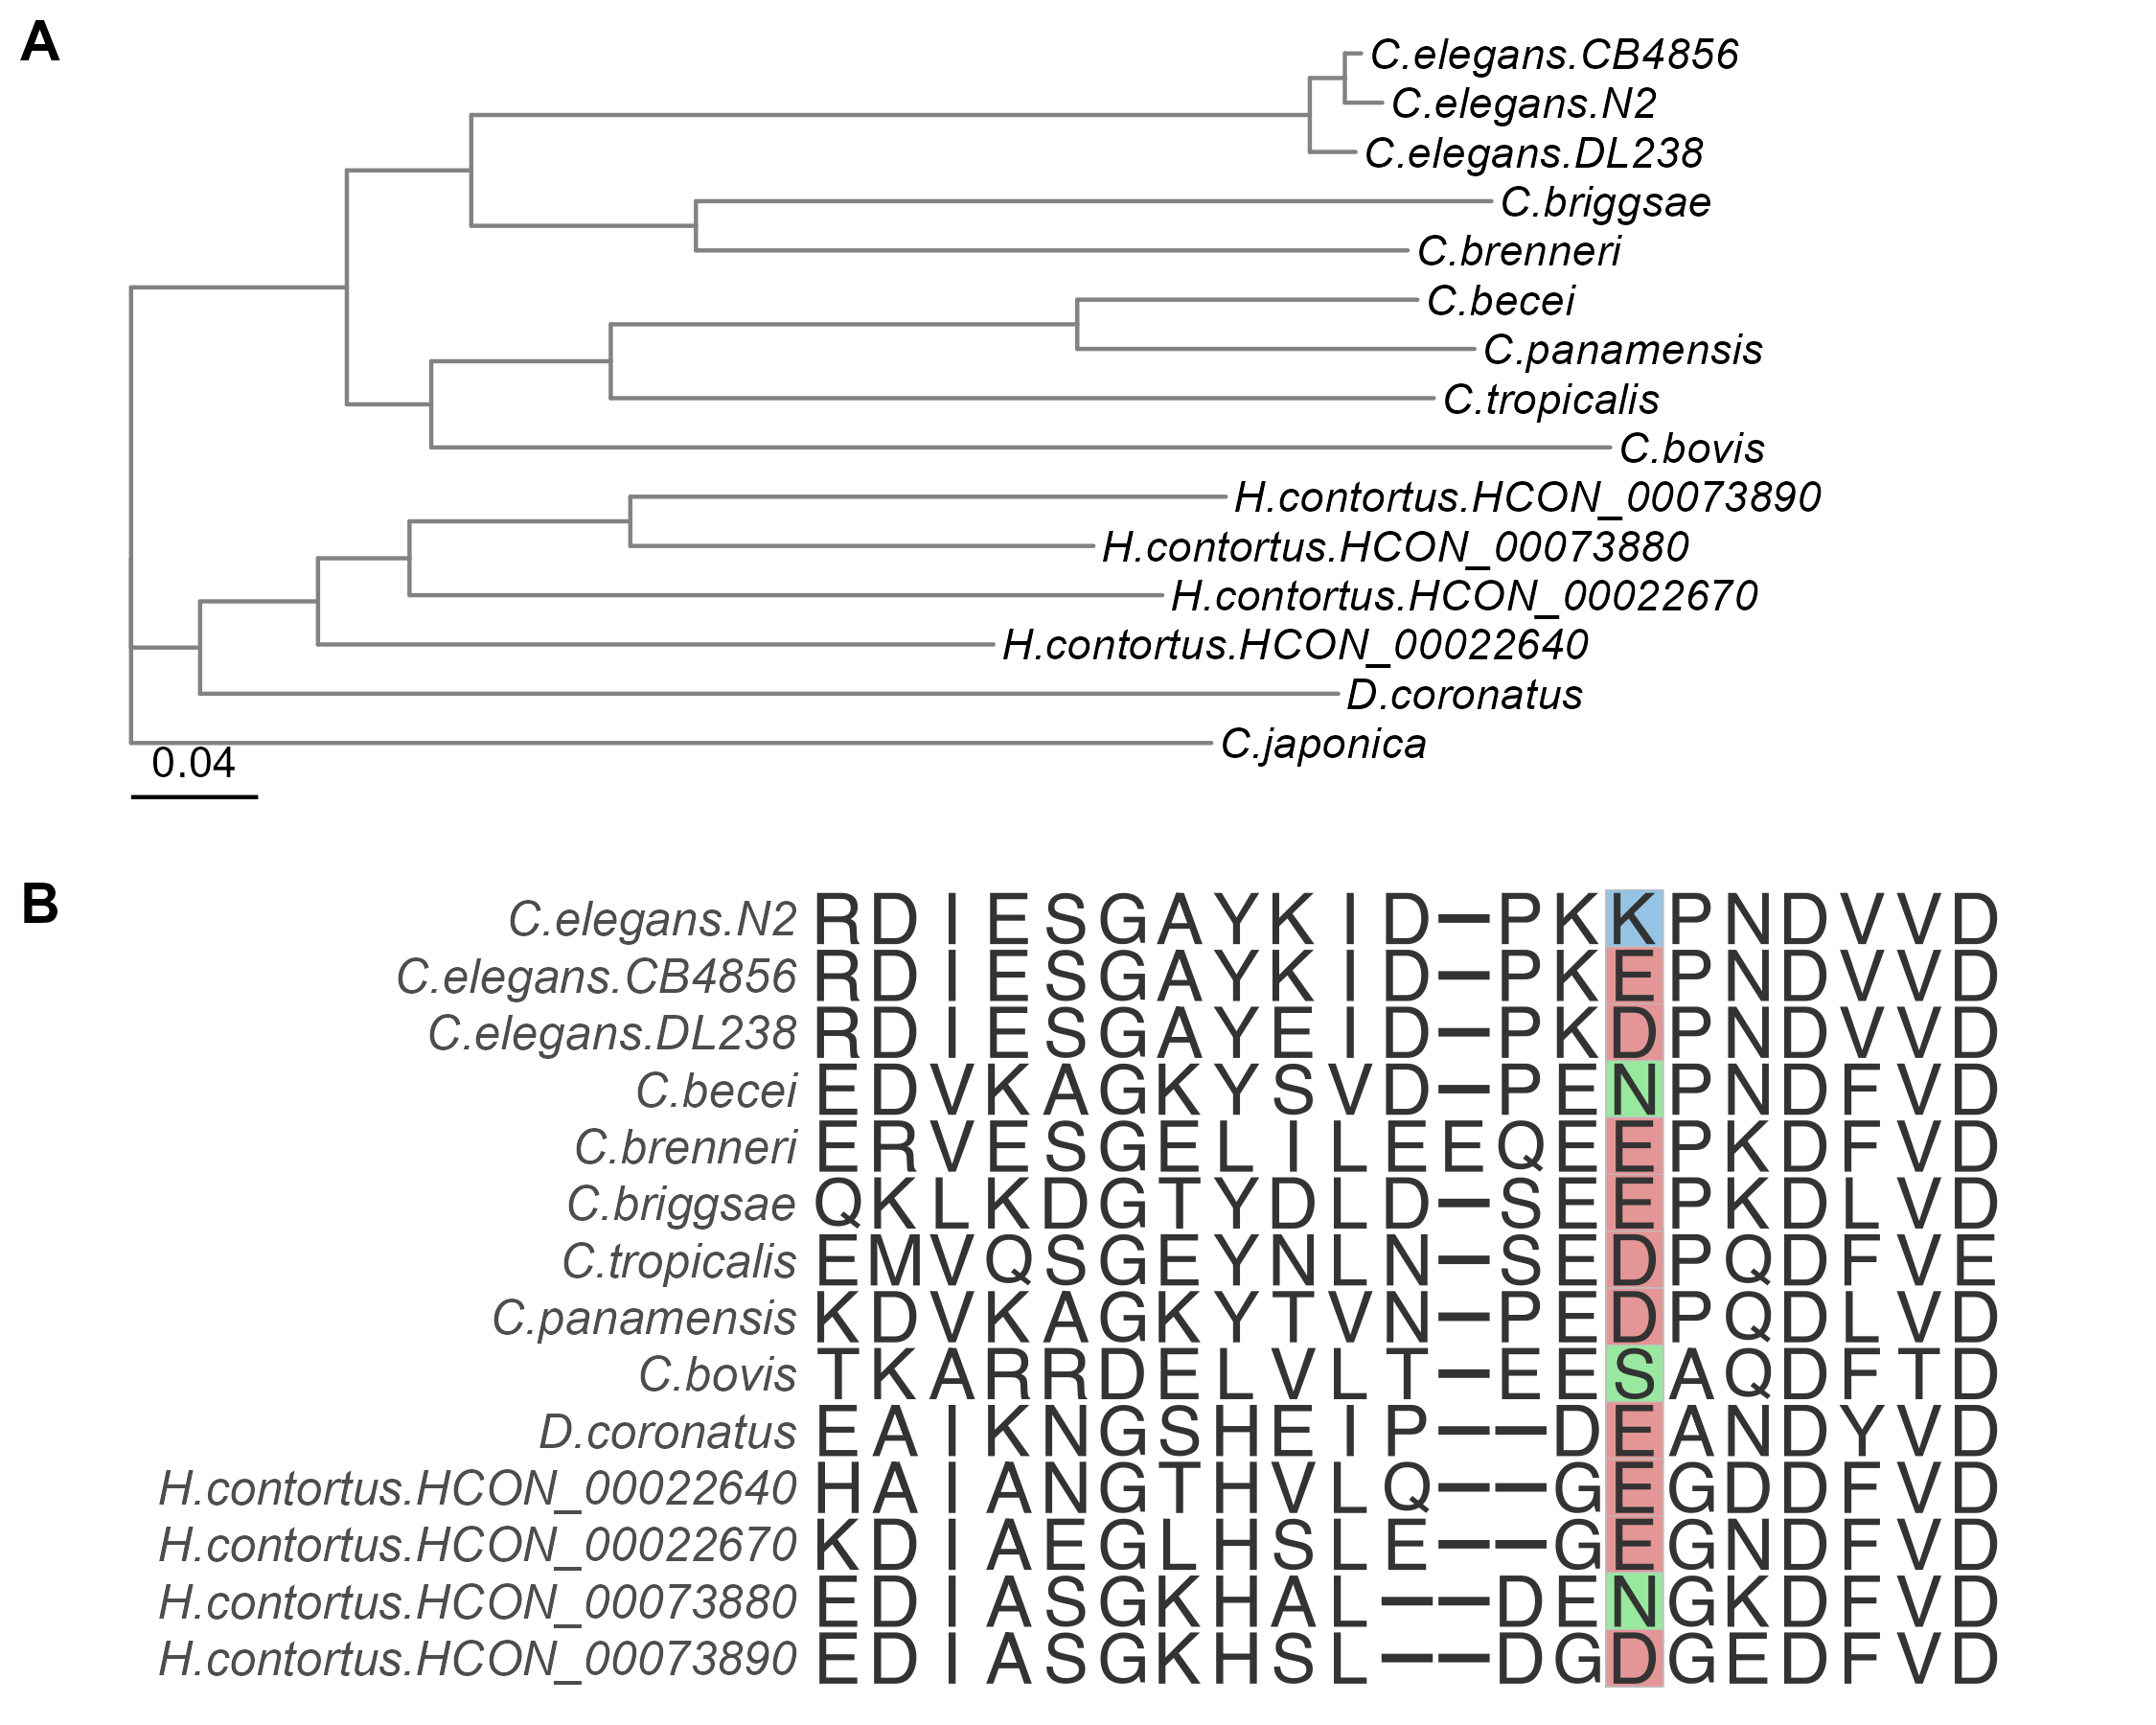 A
C.elegans.CB4856
C.elegans.N2
C.elegans.DL238
C.briggsae
C.brenneri
C.becei
C.panamensis
C.tropicalis
C.bovis
H.contortus.HCON_00073890
H.contortus.HCON_00073880
H.contortus.HCON_00022670
H.contortus.HCON_00022640
D.coronatus
C.japonica
0.04
B
C.elegans.N2 RDIESGAYKID-PKKPNDVVD
C.elegans.CB4856 RDIESGAYKID-PKEPNDVVD
C.elegans.DL238 RDIESGAYEID-PKDPNDVVD
C.becei EDVKAGKYSVD-PENPNDFVD
C.brenneri ERVESGELILEEQEEPKDFVD
C.briggsae QKLKDGTYDLD-SEEPKDLVD
C.tropicalis EMVQSGEYNLN-SEDPQDFVE
C.panamensis KDVKAGKYTVN-PEDPQDLVD
C.bovis TKARRDELVLT-EESAQDFTD
D.coronatus EAIKNGSHEIP--DEANDYVD
H.contortus.HCON_00022640 HAIANGTHVLQ--GEGDDFVD
H.contortus.HCON_00022670 KDIAEGLHSLE--GEGNDFVD
H.contortus.HCON_00073880 EDIASGKHAL--DENGKDFVD
H.contortus.HCON_00073890 EDIASGKHSL--DGDGEDFVD